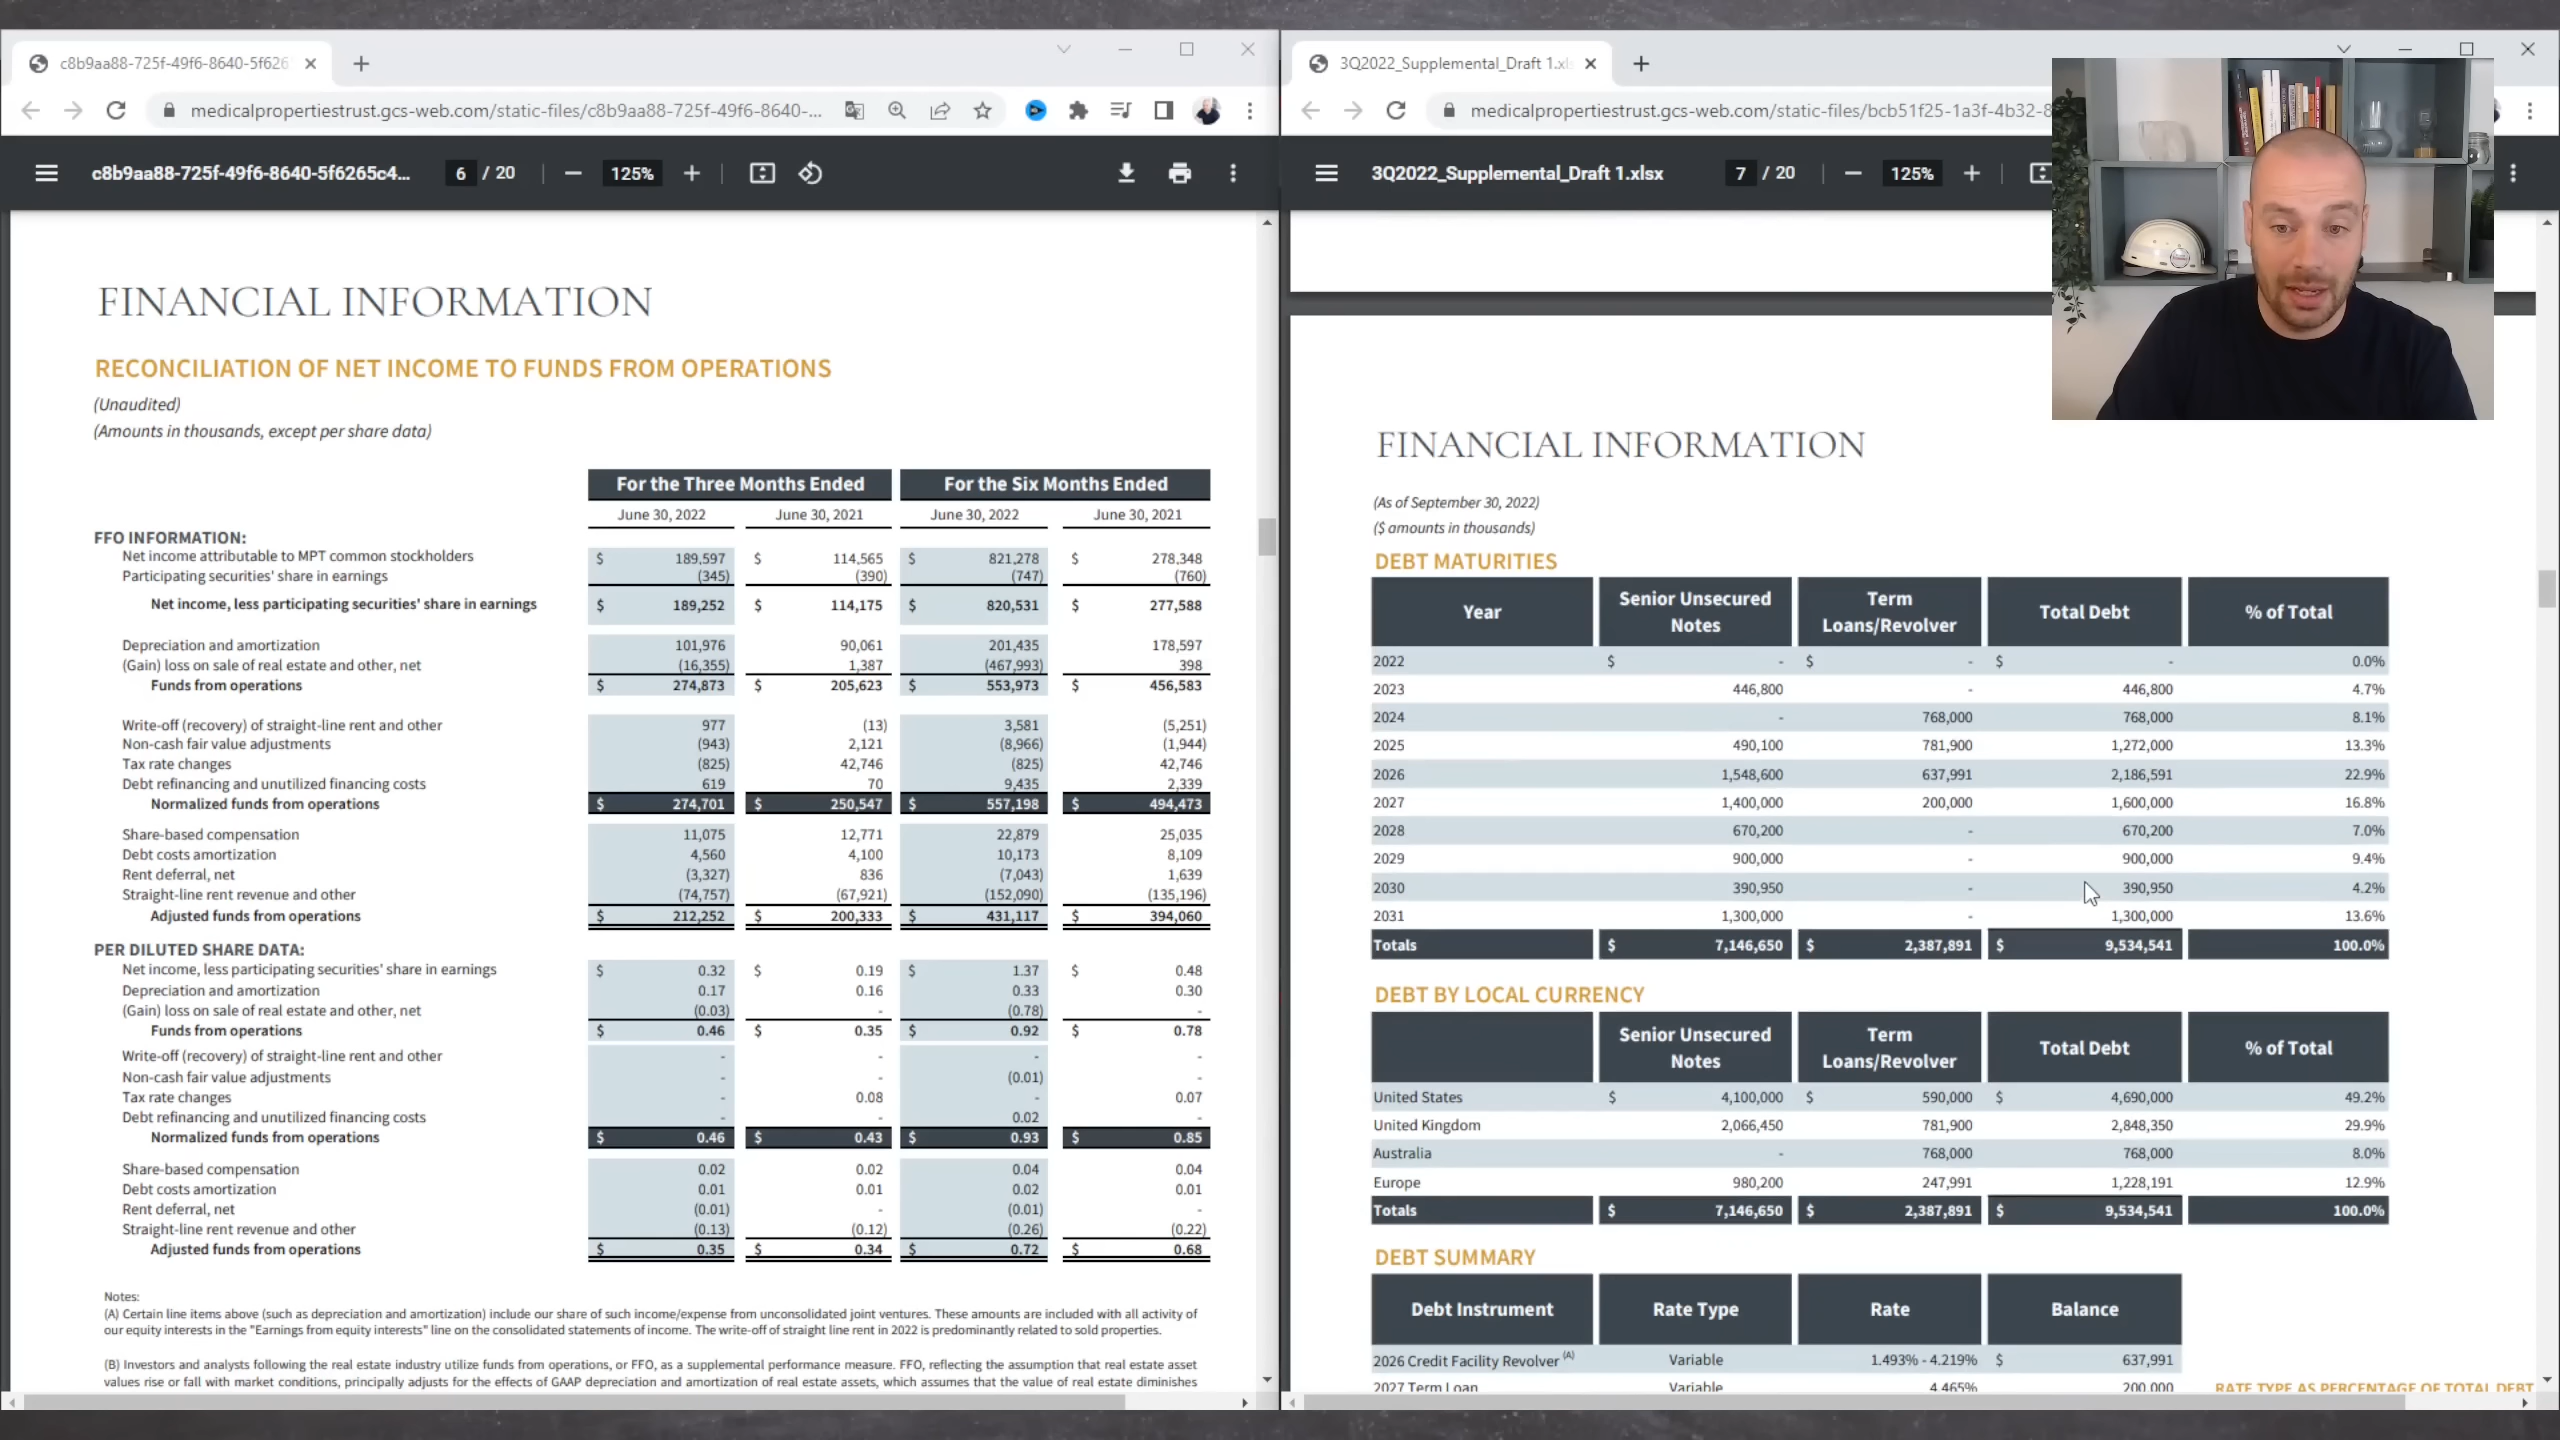 c8b9aa88-725f-49f6-8640-5f626
medicalpropertiestrust.gcs-web.com/static-files/c8b9aa88-725f-49f6-8640-...
c8b9aa88-725f-49f6-8640-5f6265c4... 6 / 20 125%
FINANCIAL INFORMATION
RECONCILIATION OF NET INCOME TO FUNDS FROM OPERATIONS
(Unaudited)
(Amounts in thousands, except per share data)
For the Three Months Ended For the Six Months Ended
June 30, 2022 June 30, 2021 June 30, 2022 June 30, 2021
FFO INFORMATION:
Net income attributable to MPT common stockholders $ 189,597 $ 114,565 $ 821,278 $ 278,348
Participating securities' share in earnings (345) (390) (747) (760)
Net income, less participating securities' share in earnings $ 189,252 $ 114,175 $ 820,531 $ 277,588
Depreciation and amortization 101,976 90,061 201,435 178,597
(Gain) loss on sale of real estate and other, net (16,355) 1,387 (467,993) 398
Funds from operations $ 274,873 $ 205,623 $ 553,973 $ 456,583
Write-off (recovery) of straight-line rent and other 977 (13) 3,581 (5,251)
Non-cash fair value adjustments (943) 2,121 (8,966) (1,944)
Tax rate changes (825) 42,746 (825) 42,746
Debt refinancing and unutilized financing costs 619 70 9,435 2,339
Normalized funds from operations $ 274,701 $ 250,547 $ 557,198 $ 494,473
Share-based compensation 11,075 12,771 22,879 25,035
Debt costs amortization 4,560 4,100 10,173 8,109
Rent deferral, net (3,327) 836 (7,043) 1,639
Straight-line rent revenue and other (74,757) (67,921) (152,090) (135,196)
Adjusted funds from operations $ 212,252 $ 200,333 $ 431,117 $ 394,060
PER DILUTED SHARE DATA:
Net income, less participating securities' share in earnings $ 0.32 $ 0.19 $ 1.37 $ 0.48
Depreciation and amortization 0.17 0.16 0.33 0.30
(Gain) loss on sale of real estate and other, net (0.03) - (0.78) -
Funds from operations $ 0.46 $ 0.35 $ 0.92 $ 0.78
Write-off (recovery) of straight-line rent and other - - - -
Non-cash fair value adjustments - - (0.01) -
Tax rate changes - 0.08 - 0.07
Debt refinancing and unutilized financing costs - - 0.02 -
Normalized funds from operations $ 0.46 $ 0.43 $ 0.93 $ 0.85
Share-based compensation 0.02 0.02 0.04 0.04
Debt costs amortization 0.01 0.01 0.02 0.01
Rent deferral, net (0.01) - (0.01) -
Straight-line rent revenue and other (0.13) (0.12) (0.26) (0.22)
Adjusted funds from operations $ 0.35 $ 0.34 $ 0.72 $ 0.68
Notes:
(A) Certain line items above (such as depreciation and amortization) include our share of such income/expense from unconsolidated joint ventures. These amounts are included with all activity of
our equity interests in the "Earnings from equity interests" line on the consolidated statements of income. The write-off of straight line rent in 2022 is predominantly related to sold properties.
(B) Investors and analysts following the real estate industry utilize funds from operations, or FFO, as a supplemental performance measure. FFO, reflecting the assumption that real estate asset
values rise or fall with market conditions, principally adjusts for the effects of GAAP depreciation and amortization of real estate assets, which assumes that the value of real estate diminishes
3Q2022_Supplemental_Draft 1.xls
medicalpropertiestrust.gcs-web.com/static-files/bcb51f25-1a3f-4b32-8
3Q2022_Supplemental_Draft 1.xlsx 7 / 20 125%
FINANCIAL INFORMATION
(As of September 30, 2022)
($ amounts in thousands)
DEBT MATURITIES
Year Senior Unsecured Notes Term Loans/Revolver Total Debt % of Total
2022 $ - $ - $ - 0.0%
2023 446,800 - 446,800 4.7%
2024 - 768,000 768,000 8.1%
2025 490,100 781,900 1,272,000 13.3%
2026 1,548,600 637,991 2,186,591 22.9%
2027 1,400,000 200,000 1,600,000 16.8%
2028 670,200 - 670,200 7.0%
2029 900,000 - 900,000 9.4%
2030 390,950 - 390,950 4.2%
2031 1,300,000 - 1,300,000 13.6%
Totals $ 7,146,650 $ 2,387,891 $ 9,534,541 100.0%
DEBT BY LOCAL CURRENCY
Senior Unsecured Notes Term Loans/Revolver Total Debt % of Total
United States $ 4,100,000 $ 590,000 $ 4,690,000 49.2%
United Kingdom 2,066,450 781,900 2,848,350 29.9%
Australia - 768,000 768,000 8.0%
Europe 980,200 247,991 1,228,191 12.9%
Totals $ 7,146,650 $ 2,387,891 $ 9,534,541 100.0%
DEBT SUMMARY
Debt Instrument Rate Type Rate Balance
2026 Credit Facility Revolver (A) Variable 1.493% - 4.219% $ 637,991
2027 Term Loan Variable 4.465% 200,000
RATE TYPE AS PERCENTAGE OF TOTAL DEBT